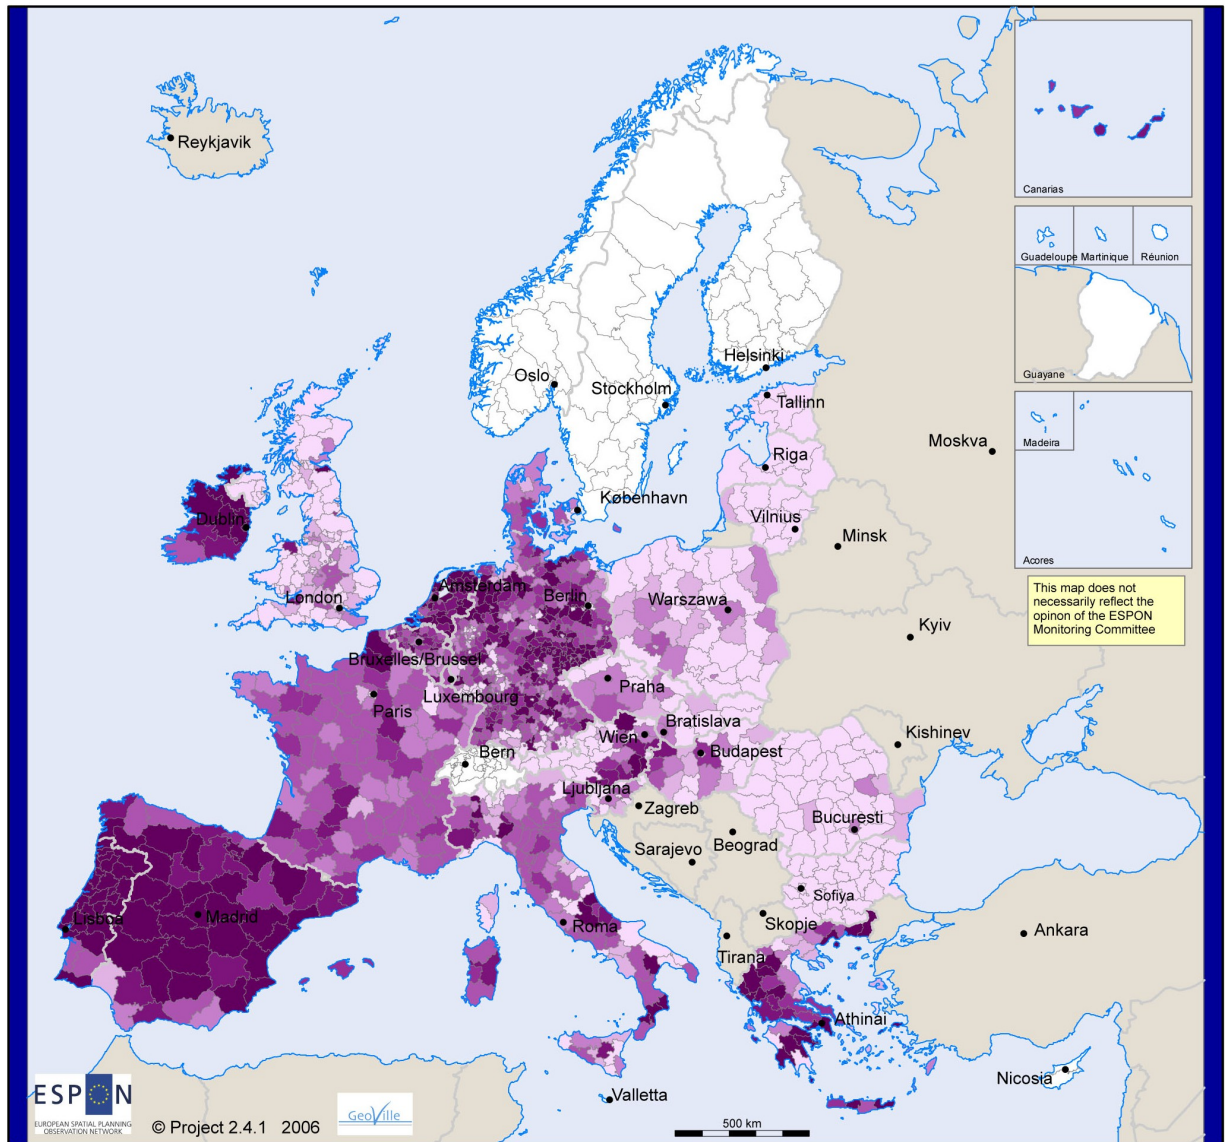 Reykjavik
Canarias
Guadeloupe Martinique Réunion
Guayane
Madeira
Acores
This map does not
necessarily reflect the
opinon of the ESPON
Monitoring Committee
Helsinki
Oslo
Stockholm
Tallinn
Moskva
Riga
København
Vilnius
Minsk
Dublin
Amsterdam
Berlin
London
Warszawa
Kyiv
Bruxelles/Brussel
Praha
Luxembourg
Paris
Bratislava
Wien
Kishinev
Bern
Budapest
Ljubljana
Zagreb
Bucuresti
Beograd
Sarajevo
Sofiya
Lisboa
Madrid
Roma
Skopje
Ankara
Tirana
Athinai
Nicosia
Valletta
ESPON
EUROPEAN SPATIAL PLANNING
OBSERVATION NETWORK
© Project 2.4.1 2006
GeoVille
500 km